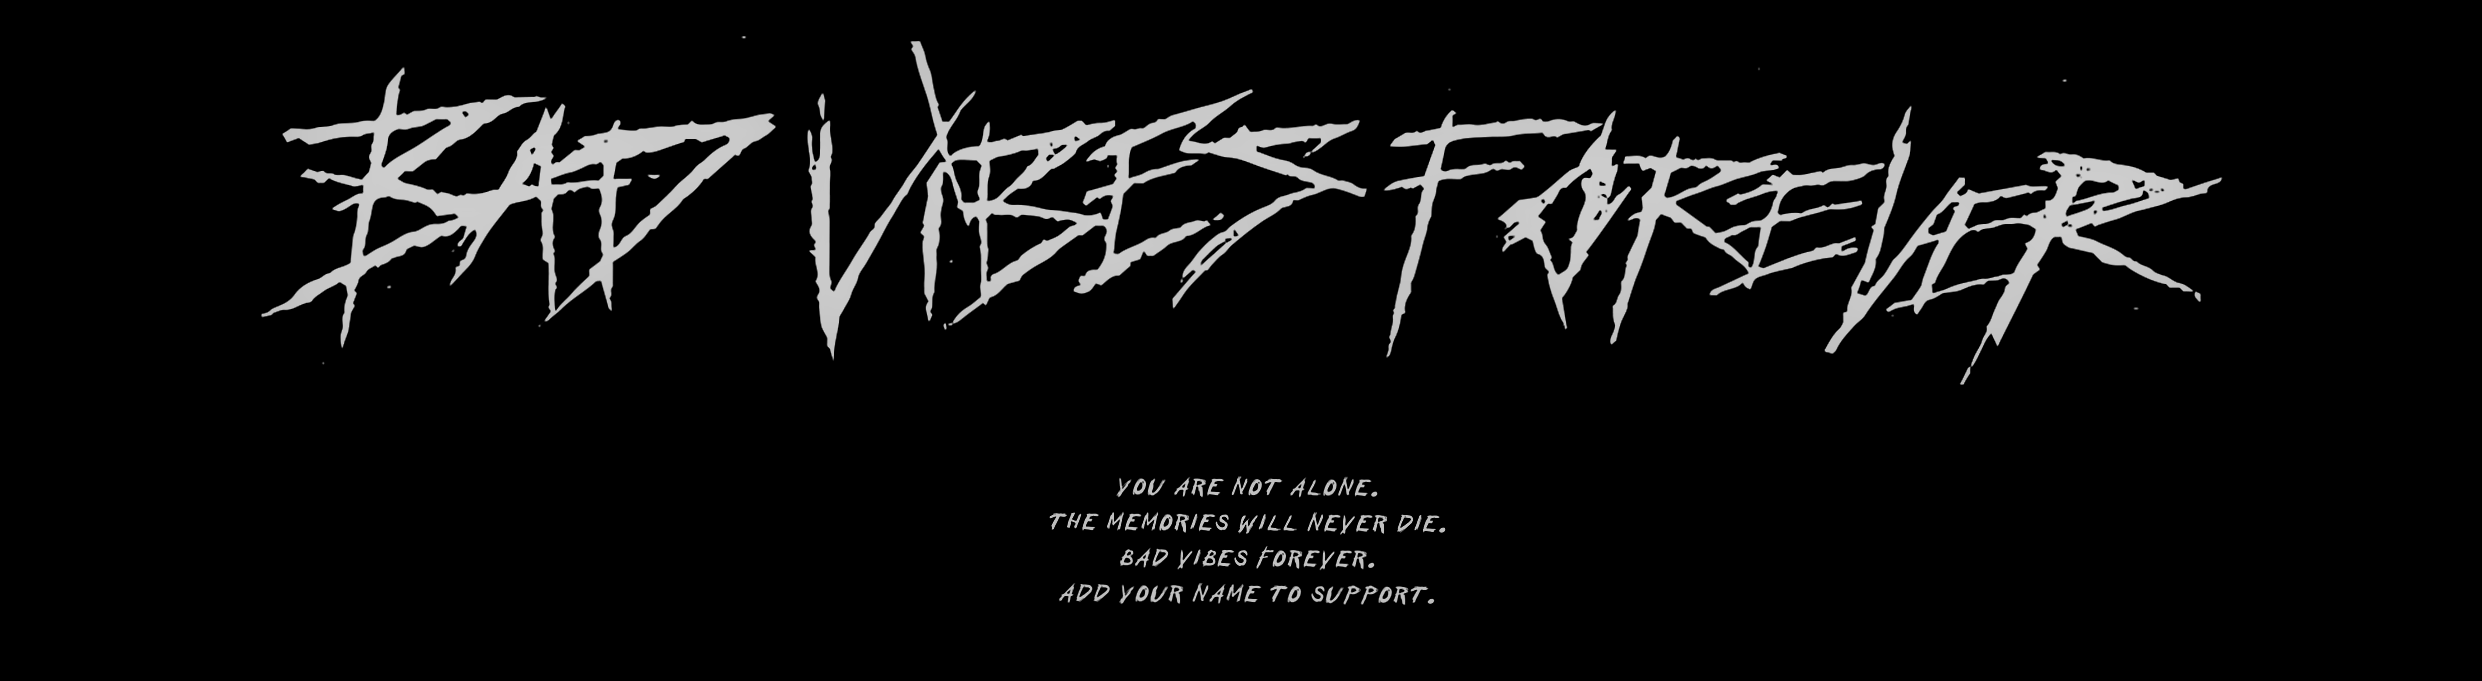 BAD VIBES FOREVER
YOU ARE NOT ALONE.
THE MEMORIES WILL NEVER DIE.
BAD VIBES FOREVER.
ADD YOUR NAME TO SUPPORT.